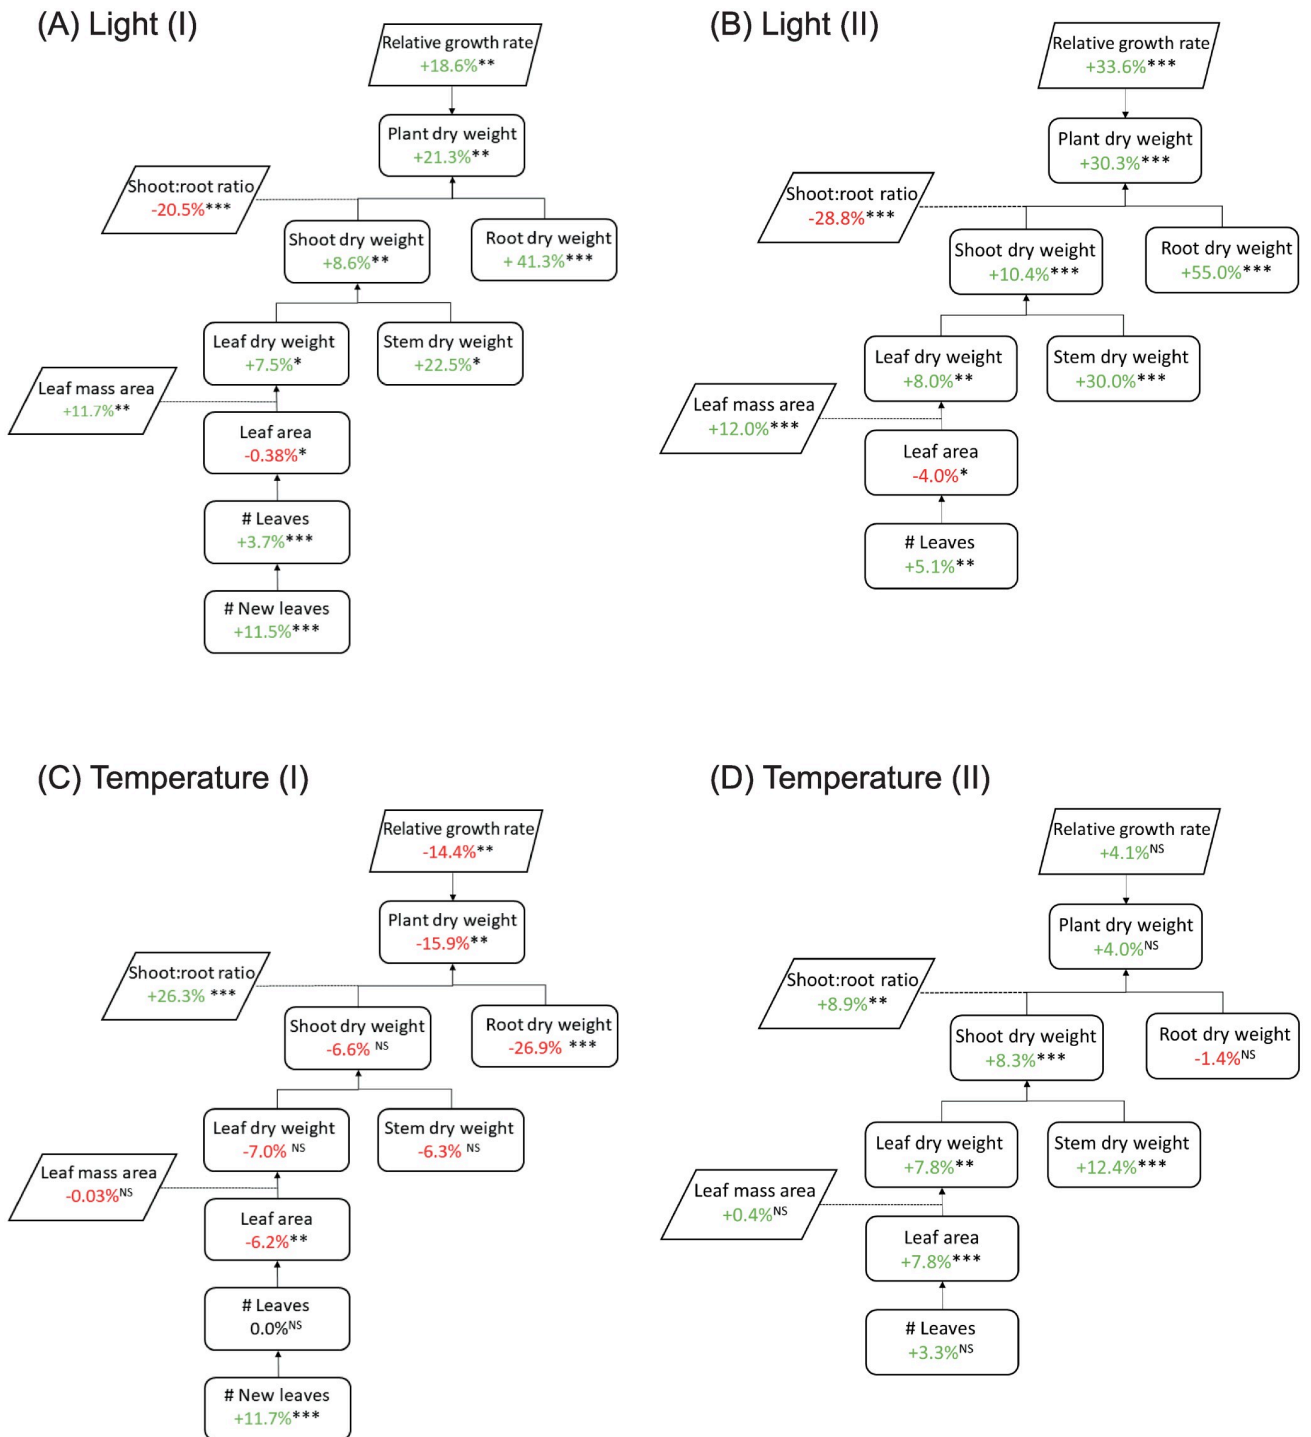 (A) Light (I)
Relative growth rate
+18.6%**
Plant dry weight
+21.3%**
Shoot:root ratio
-20.5%***
Shoot dry weight
+8.6%**
Root dry weight
+ 41.3%***
Leaf dry weight
+7.5%*
Stem dry weight
+22.5%*
Leaf mass area
+11.7%**
Leaf area
-0.38%*
# Leaves
+3.7%***
# New leaves
+11.5%***
(B) Light (II)
Relative growth rate
+33.6%***
Plant dry weight
+30.3%***
Shoot:root ratio
-28.8%***
Shoot dry weight
+10.4%***
Root dry weight
+55.0%***
Leaf dry weight
+8.0%**
Stem dry weight
+30.0%***
Leaf mass area
+12.0%***
Leaf area
-4.0%*
# Leaves
+5.1%**
(C) Temperature (I)
Relative growth rate
-14.4%**
Plant dry weight
-15.9%**
Shoot:root ratio
+26.3% ***
Shoot dry weight
-6.6% NS
Root dry weight
-26.9% ***
Leaf dry weight
-7.0% NS
Stem dry weight
-6.3% NS
Leaf mass area
-0.03%NS
Leaf area
-6.2%**
# Leaves
0.0%NS
# New leaves
+11.7%***
(D) Temperature (II)
Relative growth rate
+4.1%NS
Plant dry weight
+4.0%NS
Shoot:root ratio
+8.9%**
Shoot dry weight
+8.3%***
Root dry weight
-1.4%NS
Leaf dry weight
+7.8%**
Stem dry weight
+12.4%***
Leaf mass area
+0.4%NS
Leaf area
+7.8%***
# Leaves
+3.3%NS